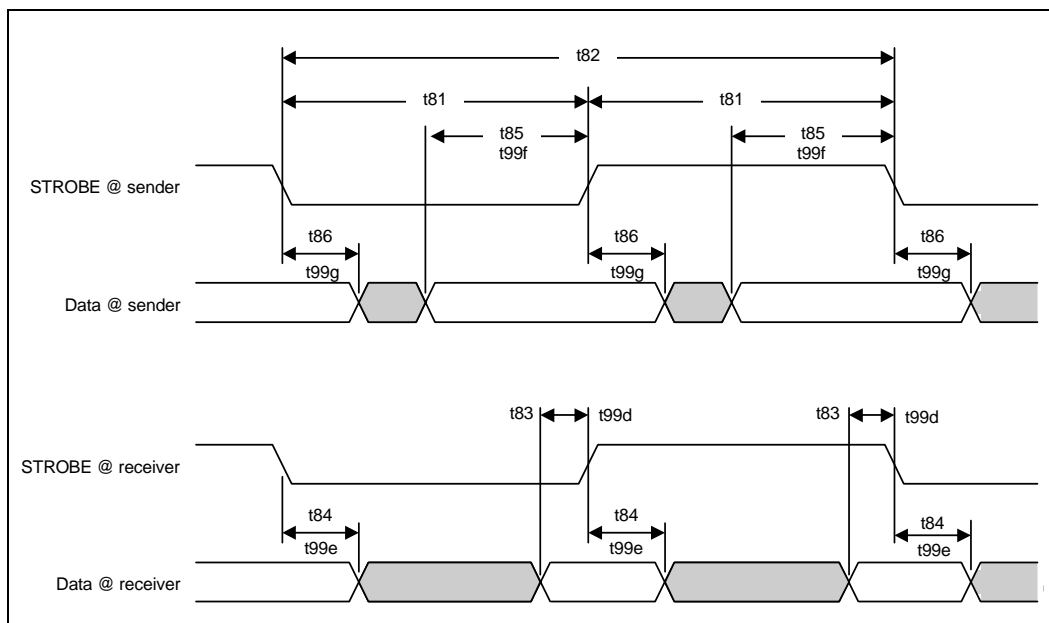 t82
t81 t81
t85 t85
t99f t99f
STROBE @ sender
t86 t86 t86
t99g t99g t99g
Data @ sender
t83 t99d t83 t99d
STROBE @ receiver
t84 t84 t84
t99e t99e t99e
Data @ receiver